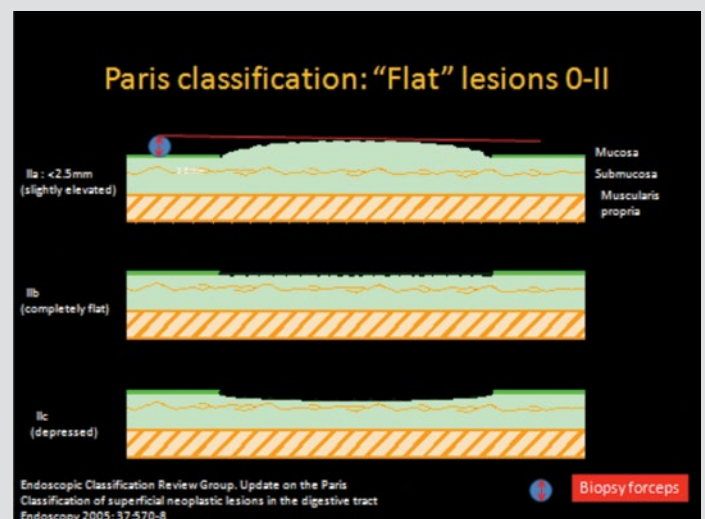 Paris classification: “Flat” lesions 0-II
IIa : <2.5mm
(slightly elevated)
Mucosa
Submucosa
Muscularis
propria
IIb
(completely flat)
IIc
(depressed)
Endoscopic Classification Review Group. Update on the Paris
Classification of superficial neoplastic lesions in the digestive tract
Endoscopy 2005; 37:570-8
Biopsy forceps